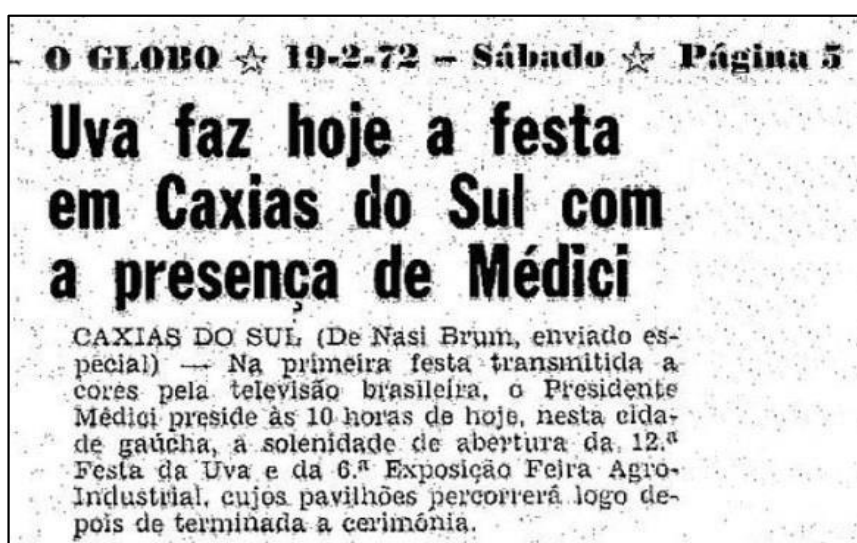 - O GLOBO ☆ 19-2-72 - Sábado ☆ Página 5
Uva faz hoje a festa
em Caxias do Sul com
a presença de Médici
CAXIAS DO SUL (De Nasi Brum, enviado es-
pecial) — Na primeira festa transmitida a
cores pela televisão brasileira, o Presidente
Médici preside às 10 horas de hoje, nesta cida-
de gaúcha, a solenidade de abertura da 12.ª
Festa da Uva e da 6.ª Exposição Feira Agro-
Industrial, cujos pavilhões percorrerá logo de-
pois de terminada a cerimônia.